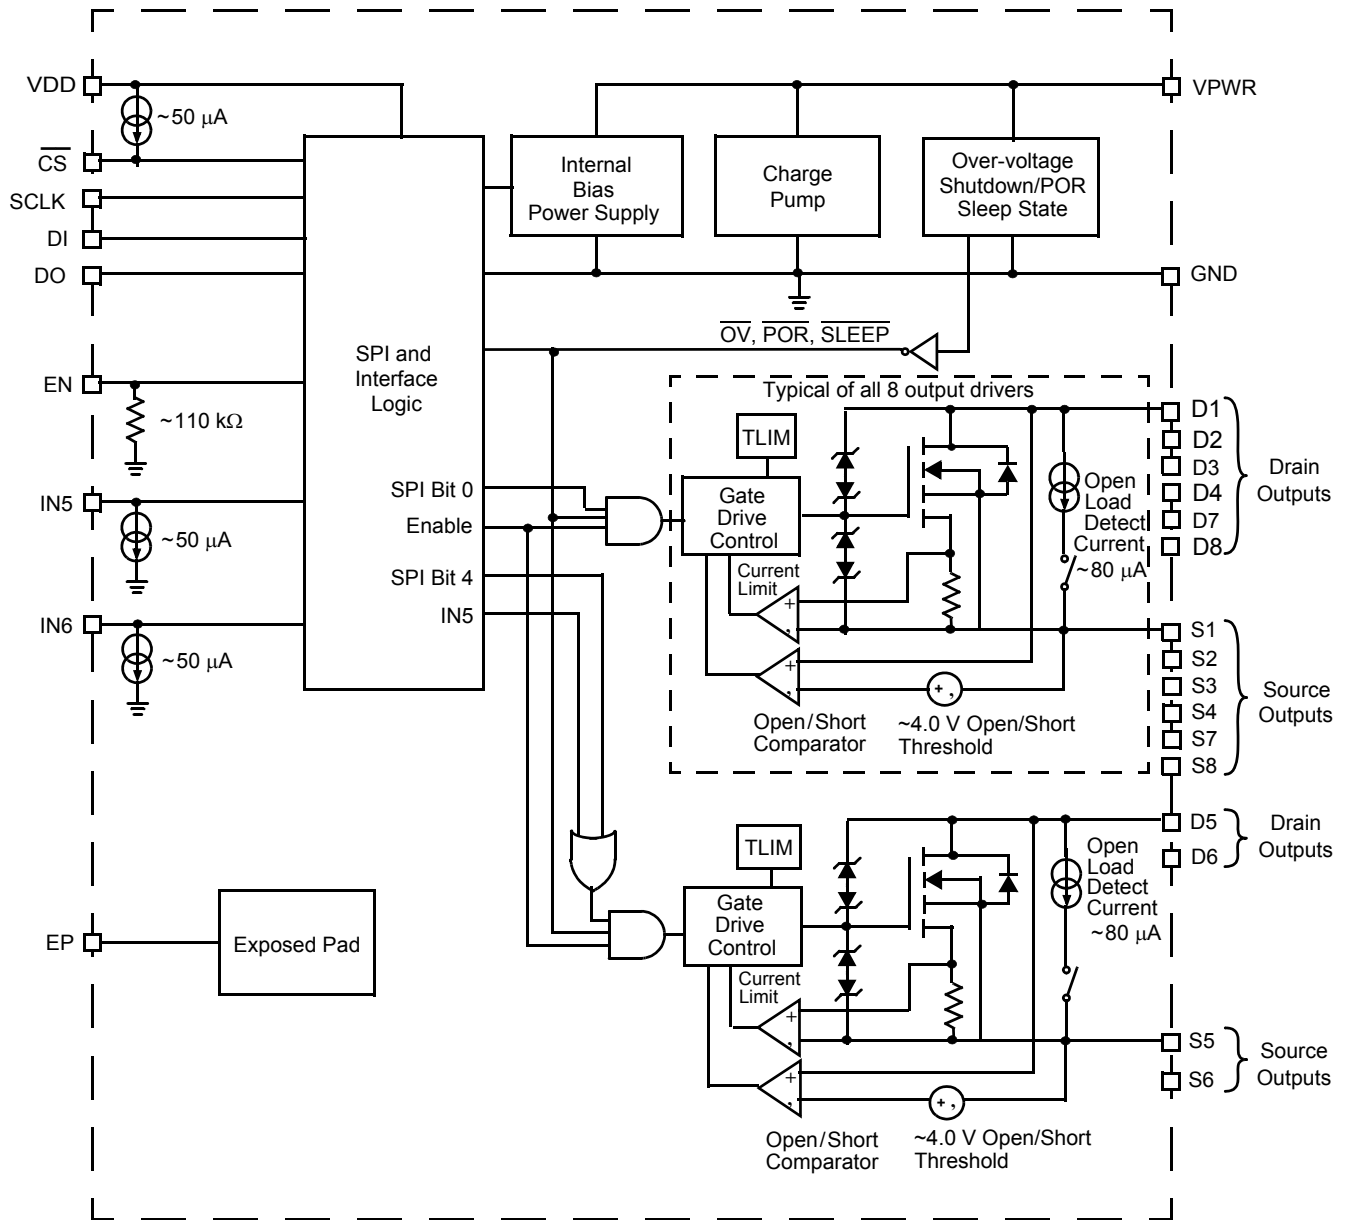 VDD
~50 µA
CS
SCLK
DI
DO
EN
~110 kΩ
IN5
~50 µA
IN6
~50 µA
EP
Exposed Pad
SPI and
Interface
Logic
SPI Bit 0
Enable
SPI Bit 4
IN5
Internal
Bias
Power Supply
Charge
Pump
Over-voltage
Shutdown/POR
Sleep State
VPWR
GND
OV, POR, SLEEP
Typical of all 8 output drivers
TLIM
Gate
Drive
Control
Current
Limit
+
,
+
,
Open/Short
Comparator
+ ,
~4.0 V Open/Short
Threshold
Open
Load
Detect
Current
~80 µA
D1
D2
D3
D4
D7
D8
Drain
Outputs
S1
S2
S3
S4
S7
S8
Source
Outputs
TLIM
Gate
Drive
Control
Current
Limit
+
,
+
,
Open/Short
Comparator
+ ,
~4.0 V Open/Short
Threshold
Open
Load
Detect
Current
~80 µA
D5
D6
Drain
Outputs
S5
S6
Source
Outputs